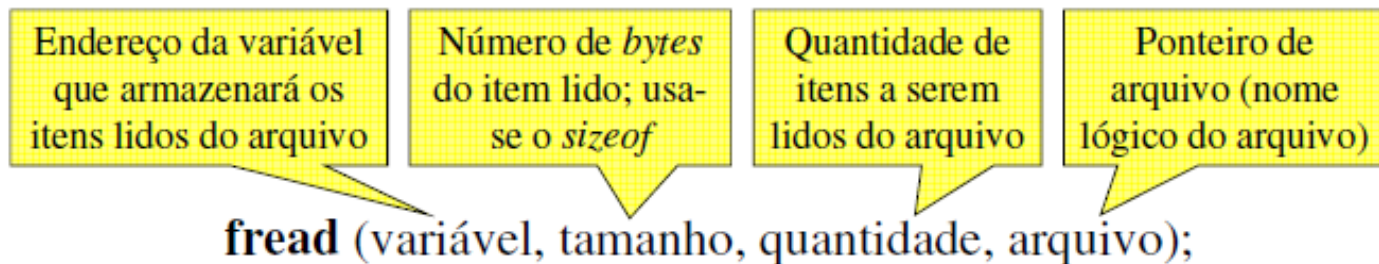 Endereço da variável
que armazenará os
itens lidos do arquivo
Número de bytes
do item lido; usa-
se o sizeof
Quantidade de
itens a serem
lidos do arquivo
Ponteiro de
arquivo (nome
lógico do arquivo)
fread (variável, tamanho, quantidade, arquivo);